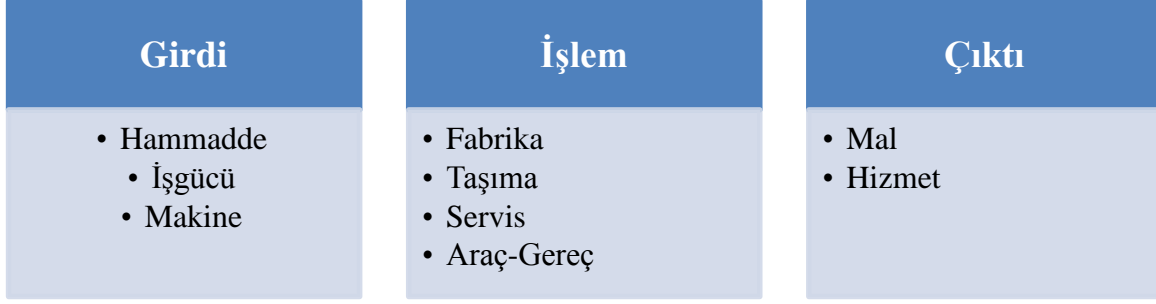 Girdi
• Hammadde
• İşgücü
• Makine
İşlem
• Fabrika
• Taşıma
• Servis
• Araç-Gereç
Çıktı
• Mal
• Hizmet